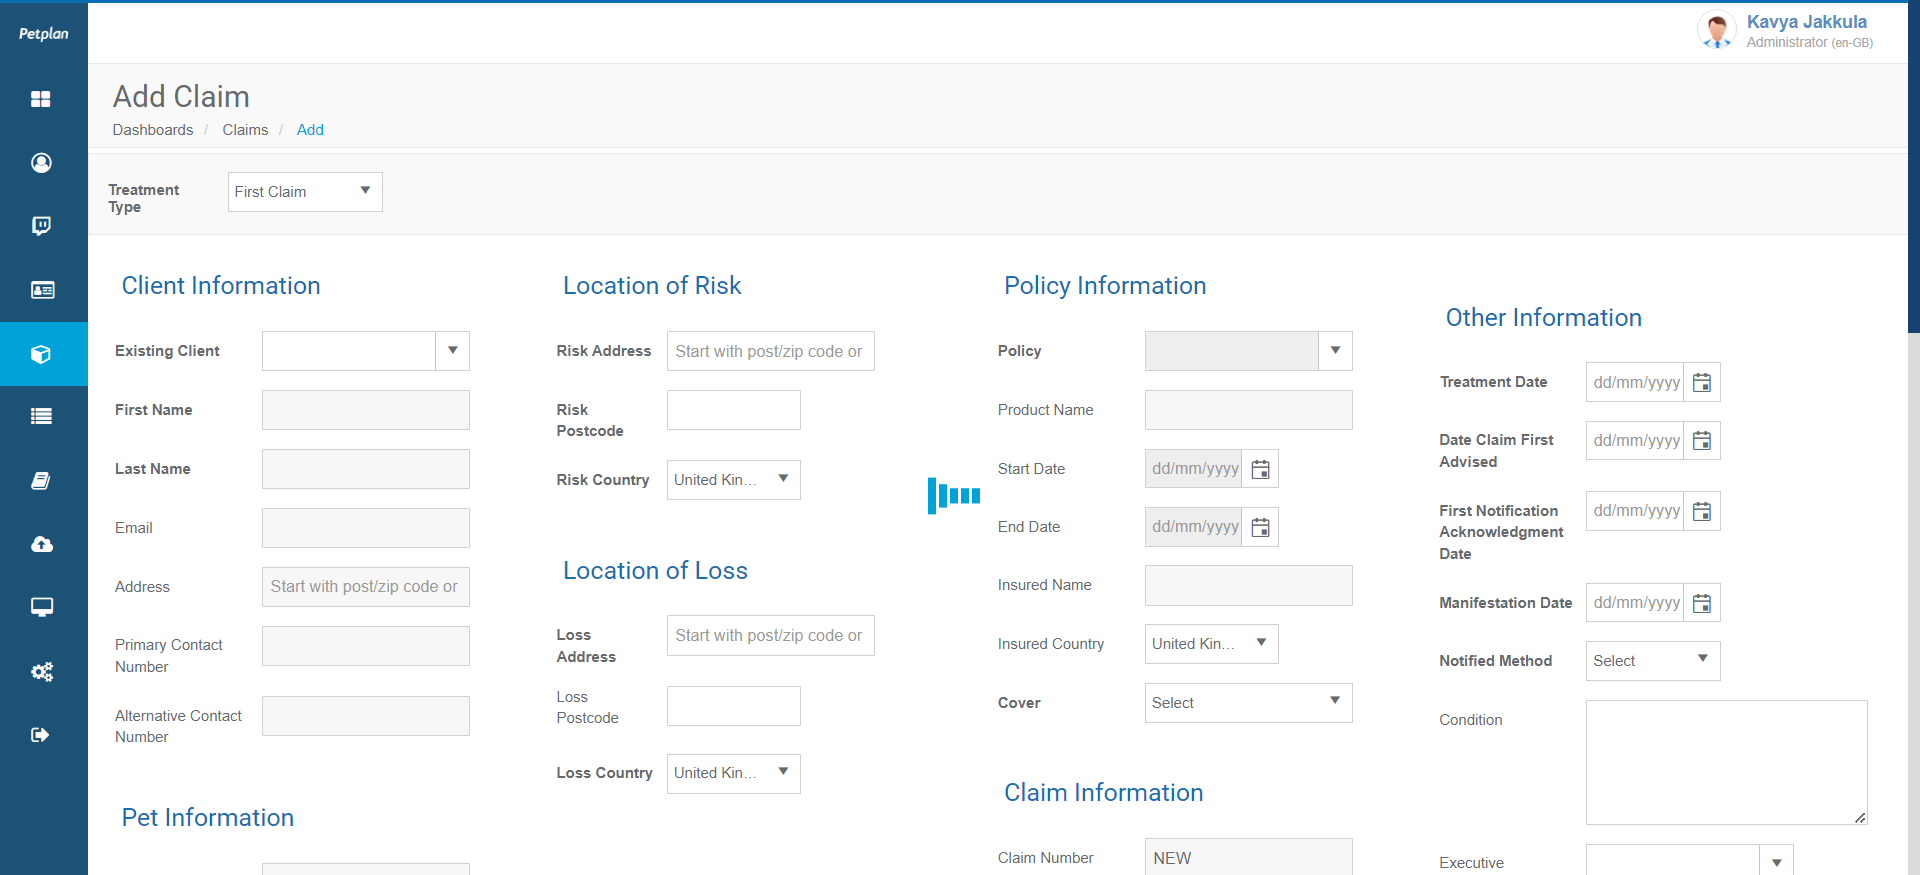 Petplan
Kavya Jakkula
Administrator (en-GB)
Add Claim
Dashboards / Claims / Add
Treatment
Type
First Claim
Client Information
Existing Client
First Name
Last Name
Email
Address
Start with post/zip code or
Primary Contact
Number
Alternative Contact
Number
Pet Information
Location of Risk
Risk Address
Start with post/zip code or
Risk
Postcode
Risk Country
United Kin...
Location of Loss
Loss
Address
Start with post/zip code or
Loss
Postcode
Loss Country
United Kin...
Policy Information
Policy
Product Name
Start Date
dd/mm/yyyy
End Date
dd/mm/yyyy
Insured Name
Insured Country
United Kin...
Cover
Select
Claim Information
Claim Number
NEW
Other Information
Treatment Date
dd/mm/yyyy
Date Claim First
Advised
dd/mm/yyyy
First Notification
Acknowledgment
Date
dd/mm/yyyy
Manifestation Date
dd/mm/yyyy
Notified Method
Select
Condition
Executive